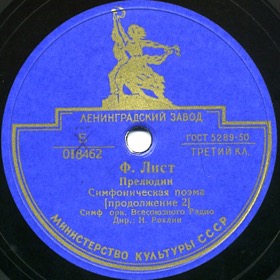 ЛЕНИНГРАДСКИЙ ЗАВОД
ГОСТ 5289-50
018462
ТРЕТИЙ КЛ.
Ф. Лист
Прелюдии
Симфоническая поэма
[продолжение 2]
Симф. орк. Всесоюзного Радио
Дир.: Н. Рехлин
МИНИСТЕРСТВО КУЛЬТУРЫ СССР